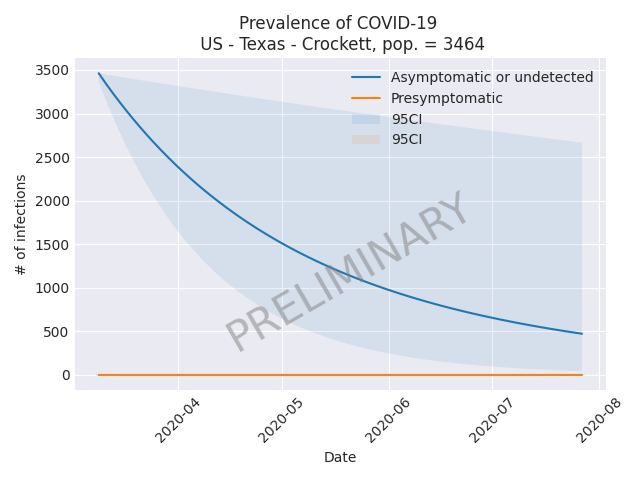 Prevalence of COVID-19
US - Texas - Crockett, pop. = 3464
Asymptomatic or undetected
Presymptomatic
95CI
95CI
3500
3000
2500
2000
1500
1000
500
0
# of infections
PRELIMINARY
2020-04
2020-05
2020-06
2020-07
2020-08
Date